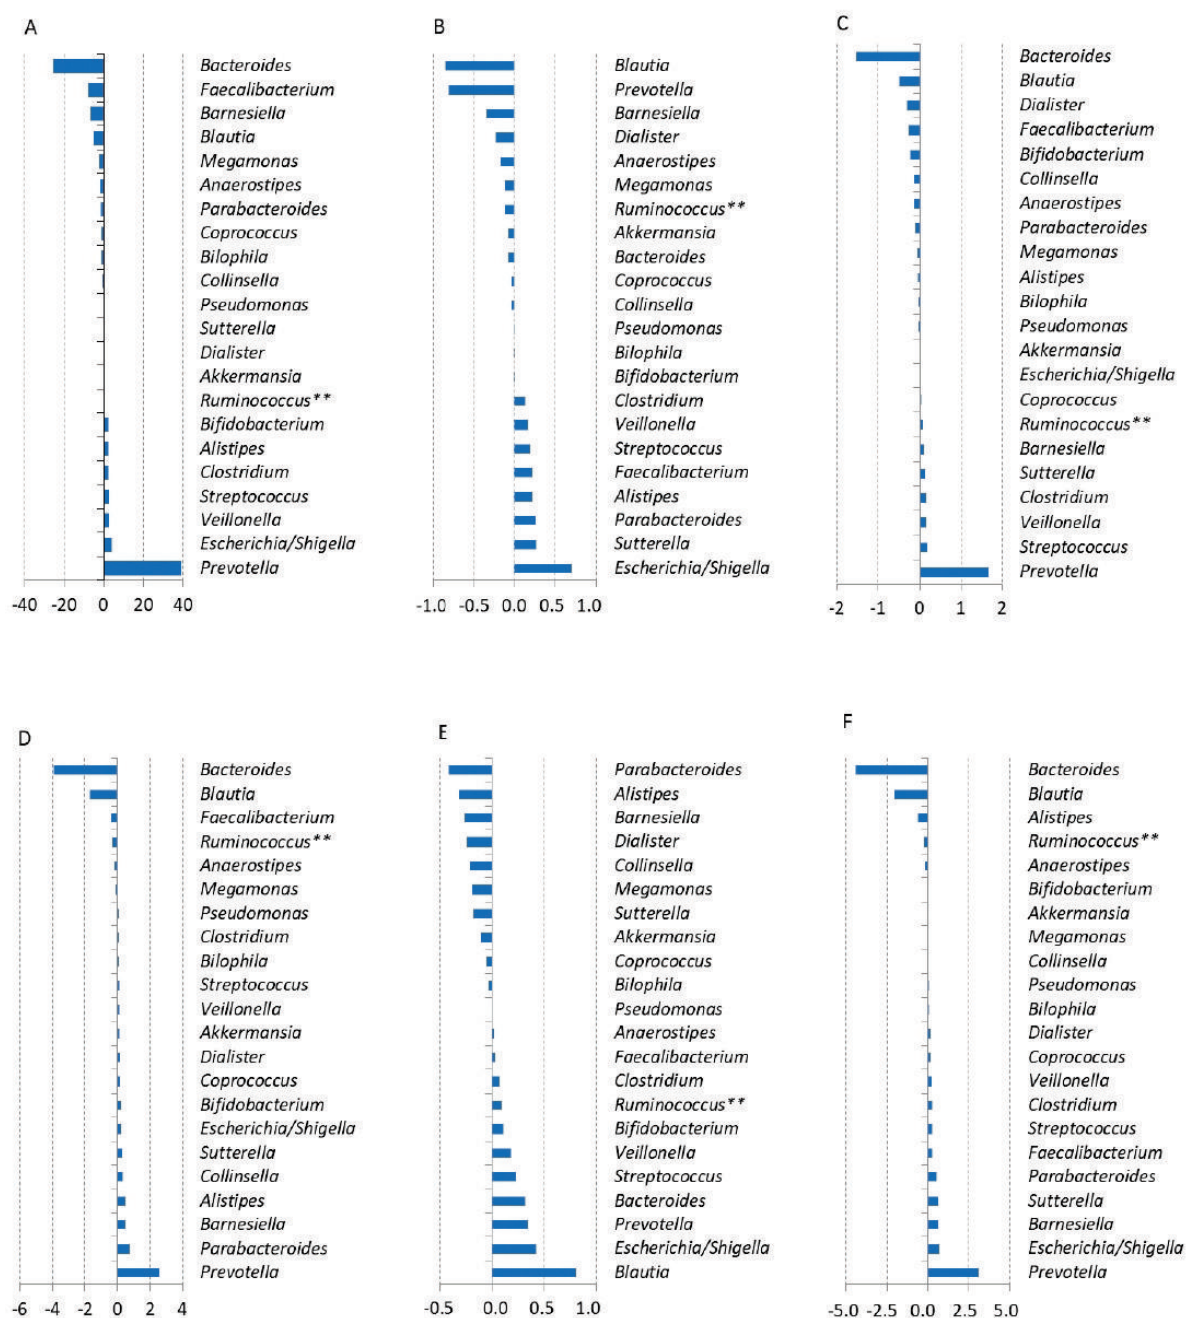 A
Bacteroides
Faecalibacterium
Barnesiella
Blautia
Megamonas
Anaerostipes
Parabacteroides
Coprococcus
Bilophila
Collinsella
Pseudomonas
Sutterella
Dialister
Akkermansia
Ruminococcus**
Bifidobacterium
Alistipes
Clostridium
Streptococcus
Veillonella
Escherichia/Shigella
Prevotella
-40 -20 0 20 40
B
Blautia
Prevotella
Barnesiella
Dialister
Anaerostipes
Megamonas
Ruminococcus**
Akkermansia
Bacteroides
Coprococcus
Collinsella
Pseudomonas
Bilophila
Bifidobacterium
Clostridium
Veillonella
Streptococcus
Faecalibacterium
Alistipes
Parabacteroides
Sutterella
Escherichia/Shigella
-1.0 -0.5 0.0 0.5 1.0
C
Bacteroides
Blautia
Dialister
Faecalibacterium
Bifidobacterium
Collinsella
Anaerostipes
Parabacteroides
Megamonas
Alistipes
Bilophila
Pseudomonas
Akkermansia
Escherichia/Shigella
Coprococcus
Ruminococcus**
Barnesiella
Sutterella
Clostridium
Veillonella
Streptococcus
Prevotella
-2 -1 0 1 2
D
Bacteroides
Blautia
Faecalibacterium
Ruminococcus**
Anaerostipes
Megamonas
Pseudomonas
Clostridium
Bilophila
Streptococcus
Veillonella
Akkermansia
Dialister
Coprococcus
Bifidobacterium
Escherichia/Shigella
Sutterella
Collinsella
Alistipes
Barnesiella
Parabacteroides
Prevotella
-6 -4 -2 0 2 4
E
Parabacteroides
Alistipes
Barnesiella
Dialister
Collinsella
Megamonas
Sutterella
Akkermansia
Coprococcus
Bilophila
Pseudomonas
Anaerostipes
Faecalibacterium
Clostridium
Ruminococcus**
Bifidobacterium
Veillonella
Streptococcus
Bacteroides
Prevotella
Escherichia/Shigella
Blautia
-0.5 0.0 0.5 1.0
F
Bacteroides
Blautia
Alistipes
Ruminococcus**
Anaerostipes
Bifidobacterium
Akkermansia
Megamonas
Collinsella
Pseudomonas
Bilophila
Dialister
Coprococcus
Veillonella
Clostridium
Streptococcus
Faecalibacterium
Parabacteroides
Sutterella
Barnesiella
Escherichia/Shigella
Prevotella
-5.0 -2.5 0.0 2.5 5.0